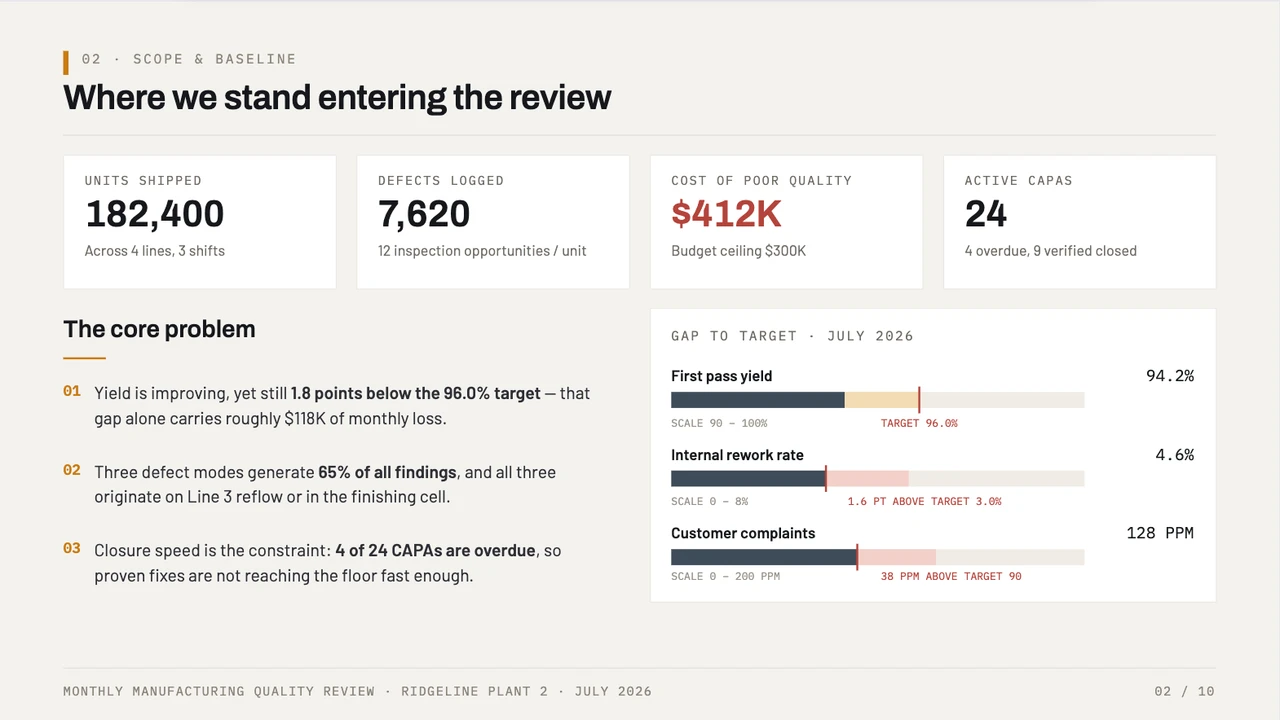 02 · SCOPE & BASELINE
Where we stand entering the review
UNITS SHIPPED
182,400
Across 4 lines, 3 shifts
DEFECTS LOGGED
7,620
12 inspection opportunities / unit
COST OF POOR QUALITY
$412K
Budget ceiling $300K
ACTIVE CAPAS
24
4 overdue, 9 verified closed
The core problem
01 Yield is improving, yet still 1.8 points below the 96.0% target — that
gap alone carries roughly $118K of monthly loss.
02 Three defect modes generate 65% of all findings, and all three
originate on Line 3 reflow or in the finishing cell.
03 Closure speed is the constraint: 4 of 24 CAPAs are overdue, so
proven fixes are not reaching the floor fast enough.
GAP TO TARGET · JULY 2026
First pass yield 94.2%
SCALE 90 – 100% TARGET 96.0%
Internal rework rate 4.6%
SCALE 0 – 8% 1.6 PT ABOVE TARGET 3.0%
Customer complaints 128 PPM
SCALE 0 – 200 PPM 38 PPM ABOVE TARGET 90
MONTHLY MANUFACTURING QUALITY REVIEW · RIDGELINE PLANT 2 · JULY 2026
02 / 10